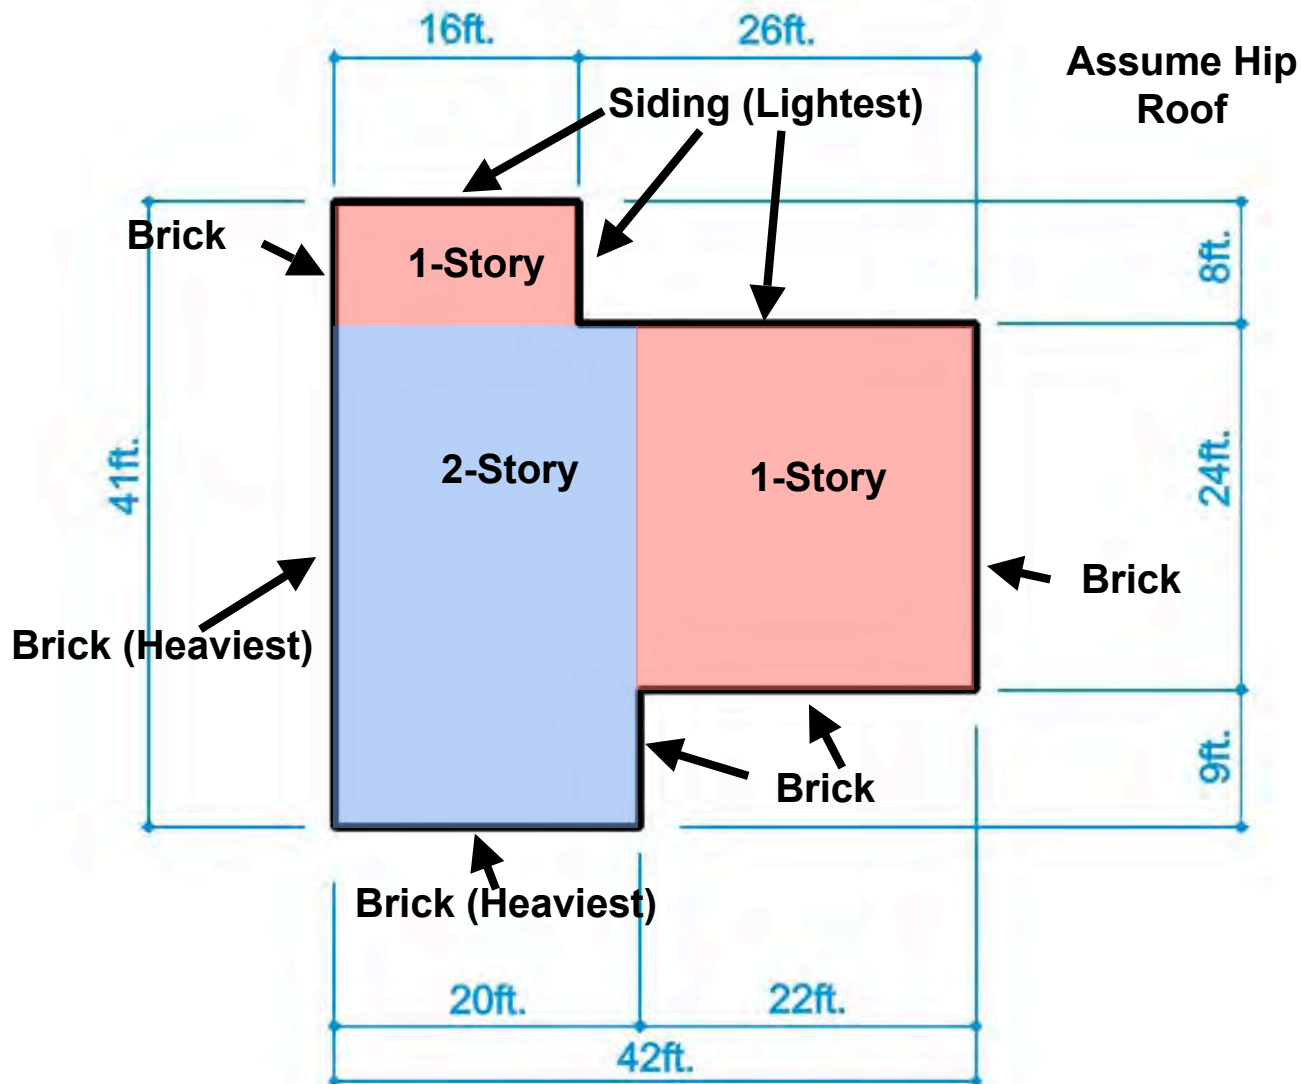 16ft.
26ft.
Assume Hip
Roof
Siding (Lightest)
Brick
1-Story
8ft.
41ft.
2-Story
1-Story
24ft.
Brick
Brick (Heaviest)
9ft.
Brick
Brick (Heaviest)
20ft.
22ft.
42ft.